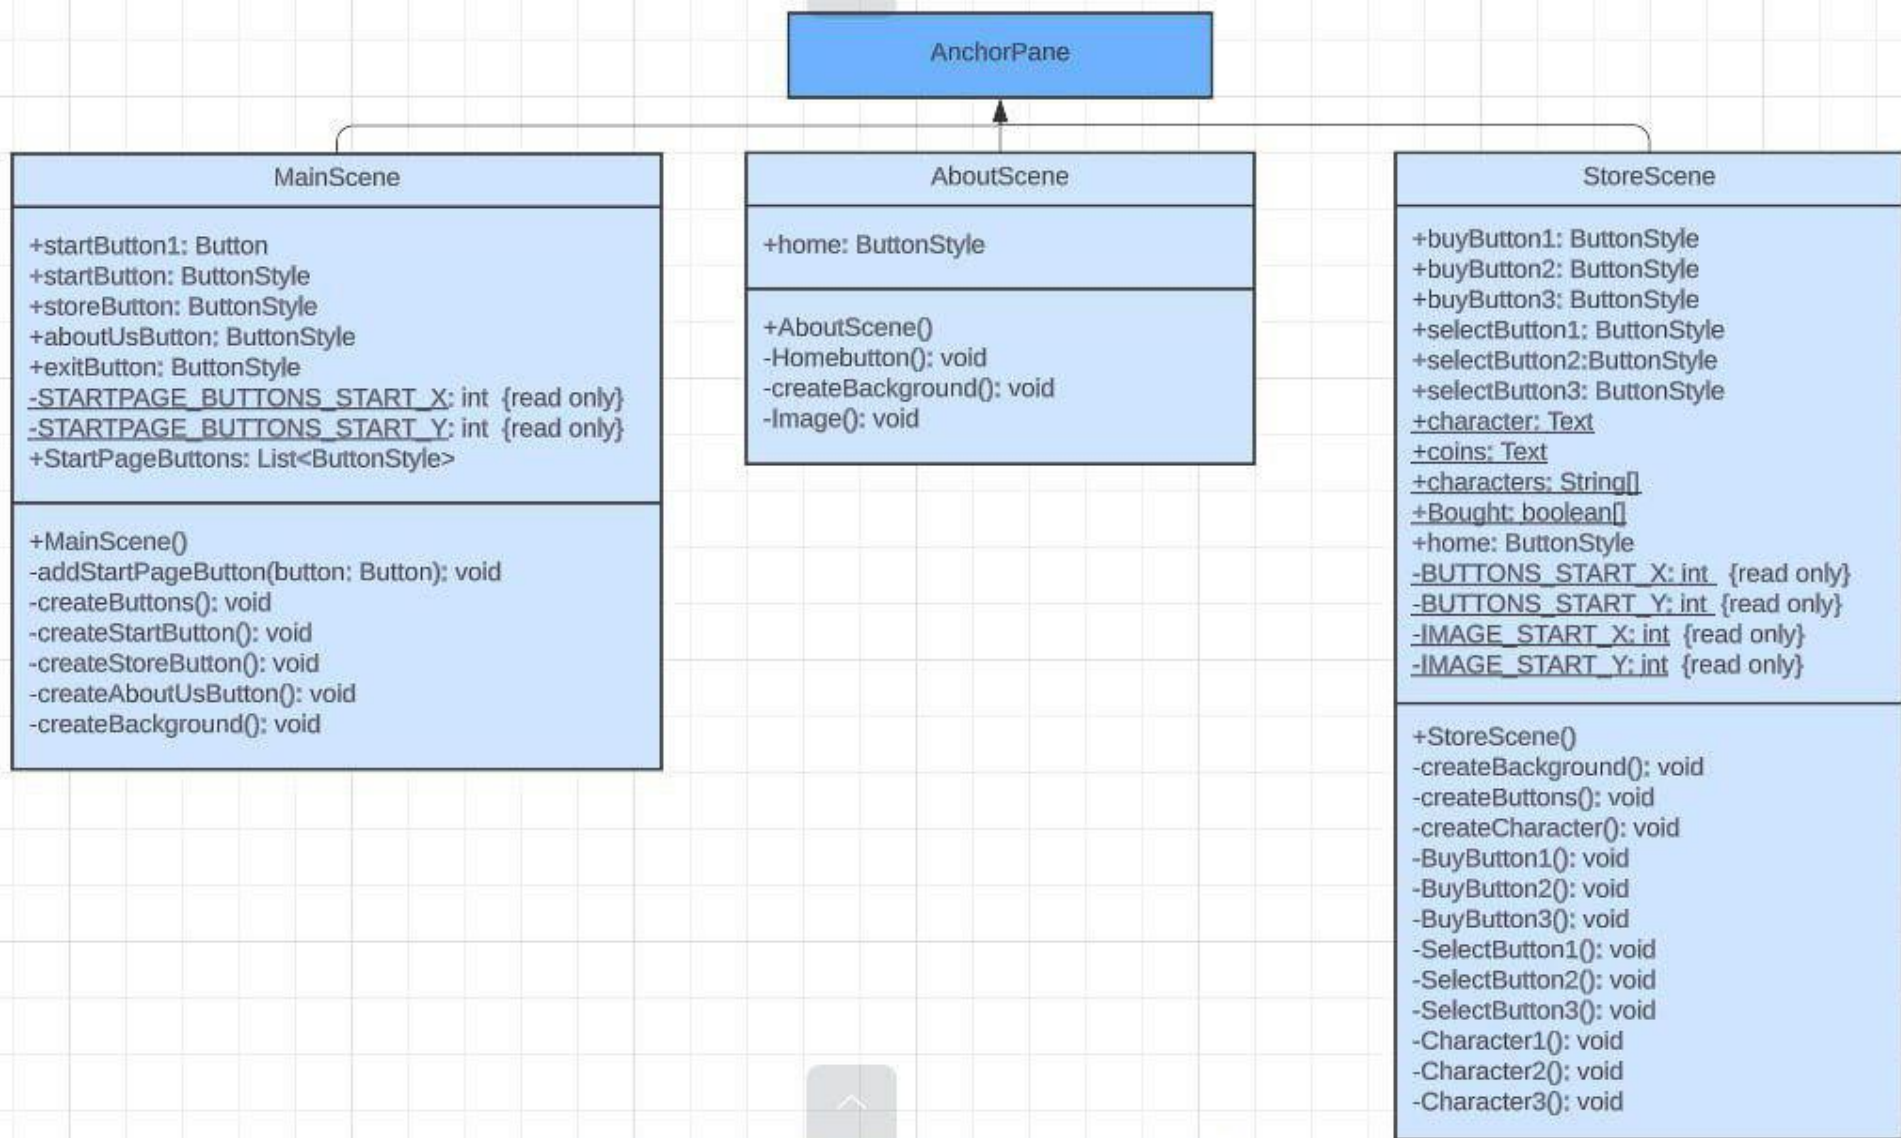 AnchorPane
MainScene
+startButton1: Button
+startButton: ButtonStyle
+storeButton: ButtonStyle
+aboutUsButton: ButtonStyle
+exitButton: ButtonStyle
-STARTPAGE_BUTTONS_START_X: int {read only}
-STARTPAGE_BUTTONS_START_Y: int {read only}
+StartPageButtons: List<ButtonStyle>
+MainScene()
-addStartPageButton(button: Button): void
-createButtons(): void
-createStartButton(): void
-createStoreButton(): void
-createAboutUsButton(): void
-createBackground(): void
AboutScene
+home: ButtonStyle
+AboutScene()
-Homebutton(): void
-createBackground(): void
-Image(): void
StoreScene
+buyButton1: ButtonStyle
+buyButton2: ButtonStyle
+buyButton3: ButtonStyle
+selectButton1: ButtonStyle
+selectButton2:ButtonStyle
+selectButton3: ButtonStyle
+character: Text
+coins: Text
+characters: String[]
+Bought: boolean[]
+home: ButtonStyle
-BUTTONS_START_X: int {read only}
-BUTTONS_START_Y: int {read only}
-IMAGE_START_X: int {read only}
-IMAGE_START_Y: int {read only}
+StoreScene()
-createBackground(): void
-createButtons(): void
-createCharacter(): void
-BuyButton1(): void
-BuyButton2(): void
-BuyButton3(): void
-SelectButton1(): void
-SelectButton2(): void
-SelectButton3(): void
-Character1(): void
-Character2(): void
-Character3(): void